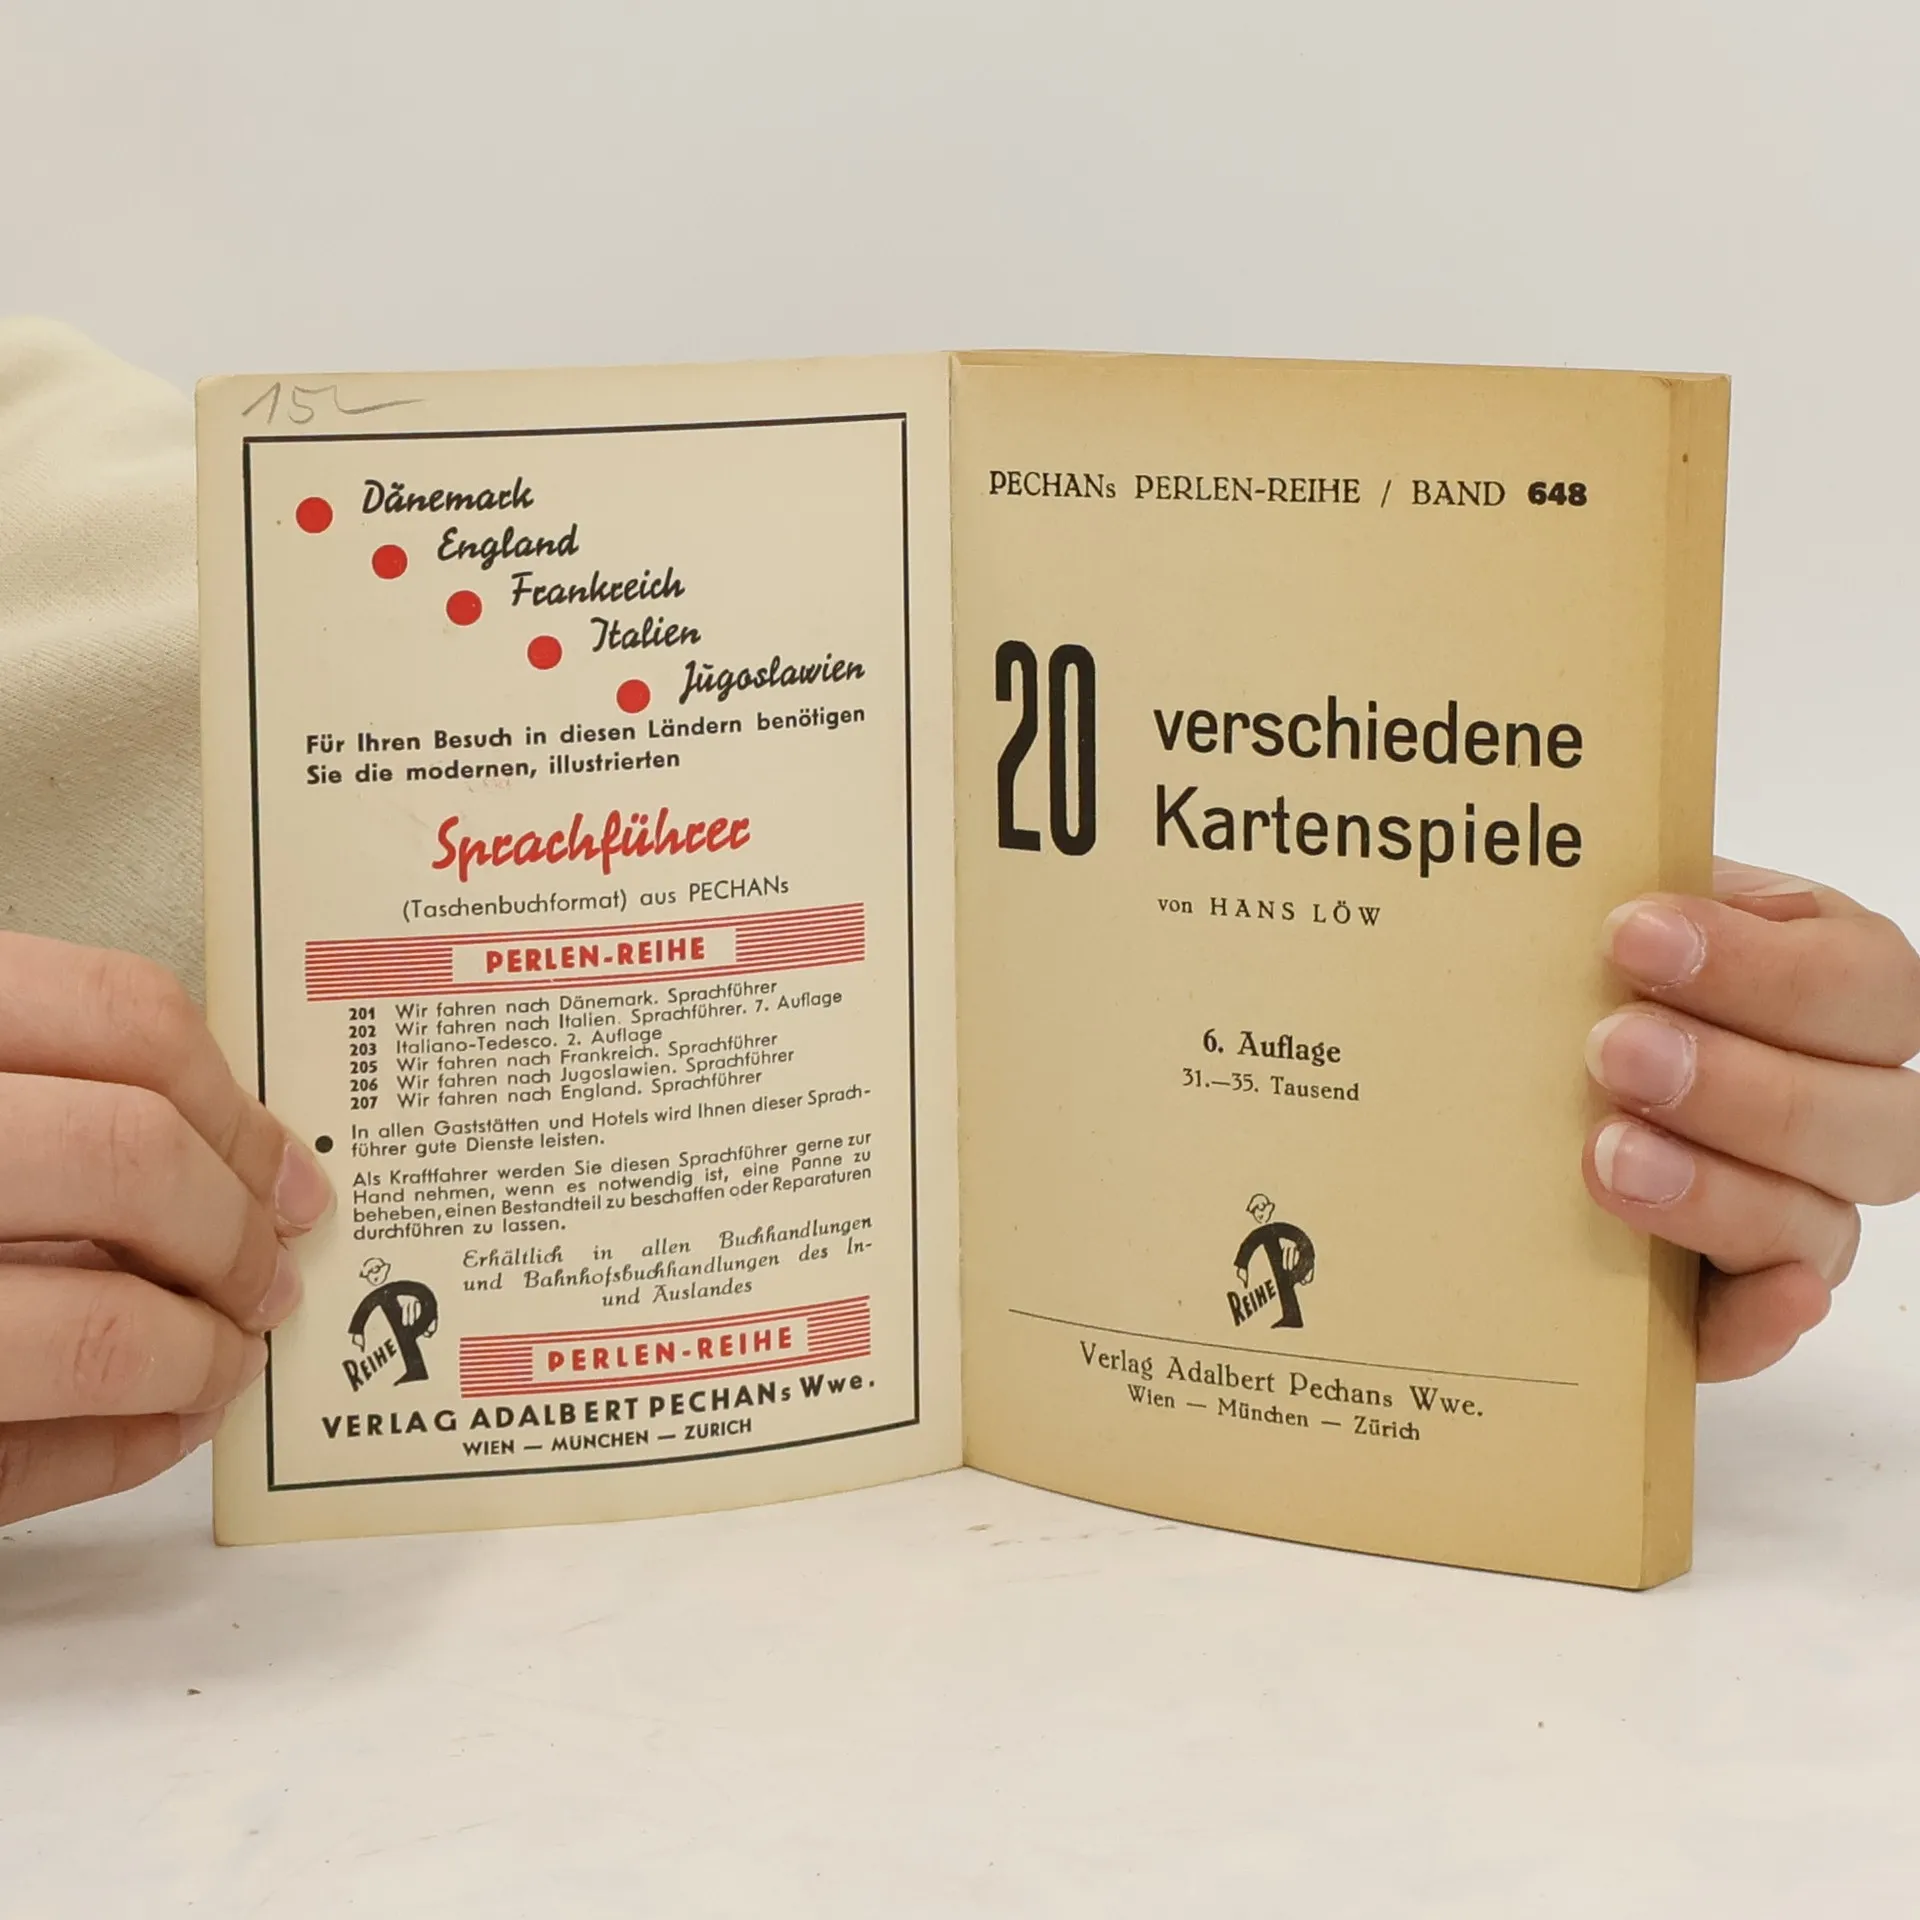 15
Dänemark
England
Frankreich
Italien
Jugoslawien
Für Ihren Besuch in diesen Ländern benötigen
Sie die modernen, illustrierten
Sprachführer
(Taschenbuchformat) aus PECHANs
PERLEN-REIHE
201 Wir fahren nach Dänemark. Sprachführer
202 Wir fahren nach Italien. Sprachführer. 7. Auflage
203 Italiano-Tedesco. 2. Auflage
205 Wir fahren nach Frankreich. Sprachführer
206 Wir fahren nach Jugoslawien. Sprachführer
207 Wir fahren nach England. Sprachführer
In allen Gaststätten und Hotels wird Ihnen dieser Sprach-
führer gute Dienste leisten.
Als Kraftfahrer werden Sie diesen Sprachführer gerne zur
Hand nehmen, wenn es notwendig ist, eine Panne zu
beheben, einen Bestandteil zu beschaffen oder Reparaturen
durchführen zu lassen.
Erhältlich in allen Buchhandlungen
und Bahnhofsbuchhandlungen des In-
und Auslandes
REIHE P
PERLEN-REIHE
VERLAG ADALBERT PECHANs Wwe.
WIEN — MÜNCHEN — ZÜRICH
PECHANs PERLEN-REIHE / BAND 648
20 verschiedene
Kartenspiele
von HANS LÖW
6. Auflage
31.—35. Tausend
REIHE P
Verlag Adalbert Pechans Wwe.
Wien — München — Zürich